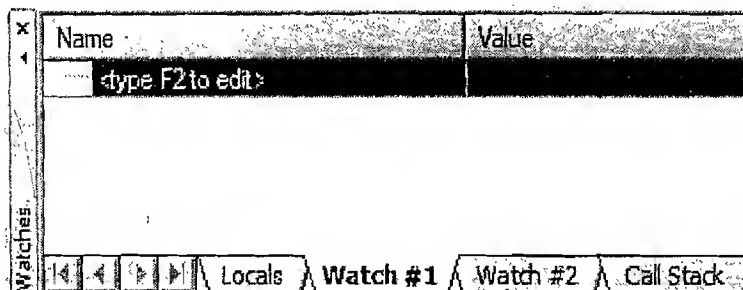 Name Value
<type F2 to edit>
Watches
Locals Watch #1 Watch #2 Call Stack